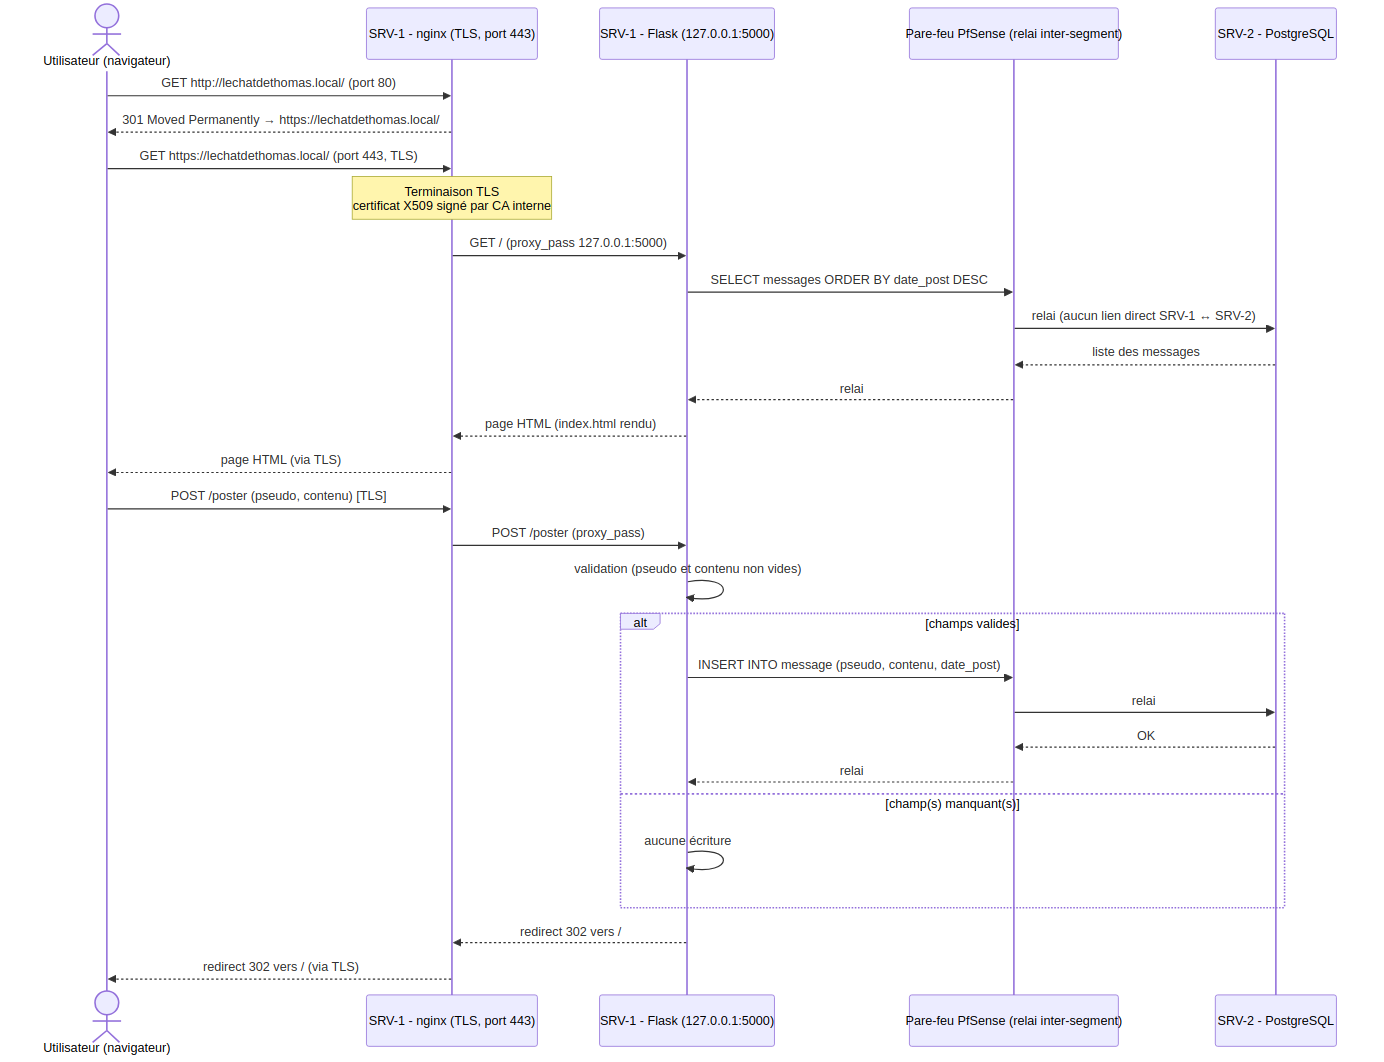 Utilisateur (navigateur)
SRV-1 - nginx (TLS, port 443)
SRV-1 - Flask (127.0.0.1:5000)
Pare-feu PfSense (relai inter-segment)
SRV-2 - PostgreSQL
GET http://lechatdethomas.local/ (port 80)
301 Moved Permanently → https://lechatdethomas.local/
GET https://lechatdethomas.local/ (port 443, TLS)
Terminaison TLS
certificat X509 signé par CA interne
GET / (proxy_pass 127.0.0.1:5000)
SELECT messages ORDER BY date_post DESC
relai (aucun lien direct SRV-1 ↔ SRV-2)
liste des messages
relai
page HTML (index.html rendu)
page HTML (via TLS)
POST /poster (pseudo, contenu) [TLS]
POST /poster (proxy_pass)
validation (pseudo et contenu non vides)
alt
[champs valides]
INSERT INTO message (pseudo, contenu, date_post)
relai
OK
relai
[champ(s) manquant(s)]
aucune écriture
redirect 302 vers /
redirect 302 vers / (via TLS)
Utilisateur (navigateur)
SRV-1 - nginx (TLS, port 443)
SRV-1 - Flask (127.0.0.1:5000)
Pare-feu PfSense (relai inter-segment)
SRV-2 - PostgreSQL